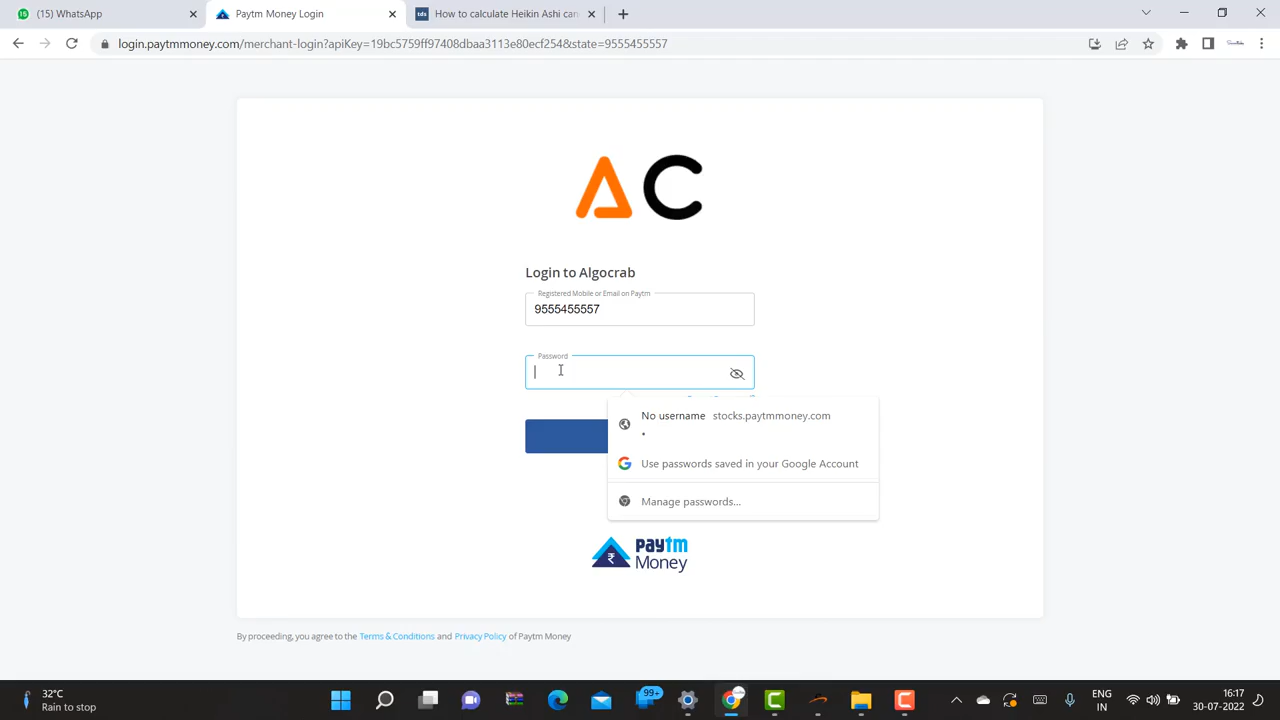 (15) WhatsApp
Paytm Money Login
tds How to calculate Heikin Ashi can
login.paytmmoney.com/merchant-login?apiKey=19bc5759ff97408dbaa3113e80ecf254&state=9555455557
AC
Login to Algocrab
Registered Mobile or Email on Paytm
9555455557
Password
No username stocks.paytmmoney.com
Use passwords saved in your Google Account
Manage passwords...
paytm
Money
By proceeding, you agree to the Terms & Conditions and Privacy Policy of Paytm Money
32°C
Rain to stop
99+
ENG
IN
16:17
30-07-2022